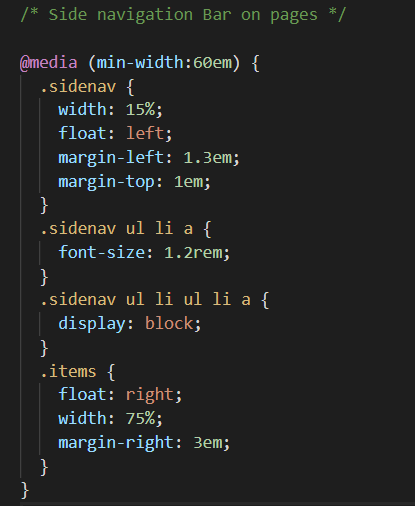 /* Side navigation Bar on pages */
@media (min-width:60em) {
.sidenav {
width: 15%;
float: left;
margin-left: 1.3em;
margin-top: 1em;
}
.sidenav ul li a {
font-size: 1.2rem;
}
.sidenav ul li ul li a {
display: block;
}
.items {
float: right;
width: 75%;
margin-right: 3em;
}
}